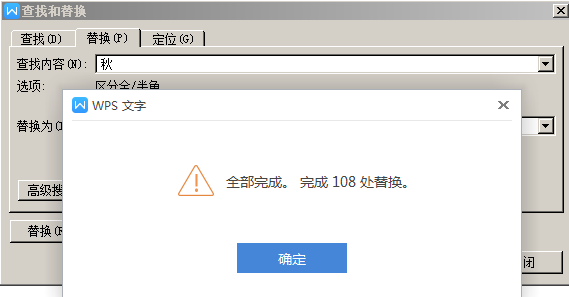 查找和替换
查找(D) 替换(P) 定位(G)
查找内容(N): 秋
选项: 区分全/半角
WPS 文字
替换为(I
全部完成。 完成 108 处替换。
高级搜
替换(R
确定
闭